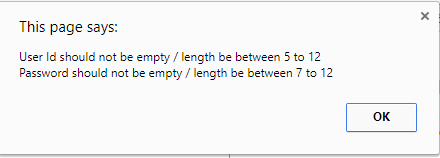 This page says:
User Id should not be empty / length be between 5 to 12
Password should not be empty / length be between 7 to 12
OK